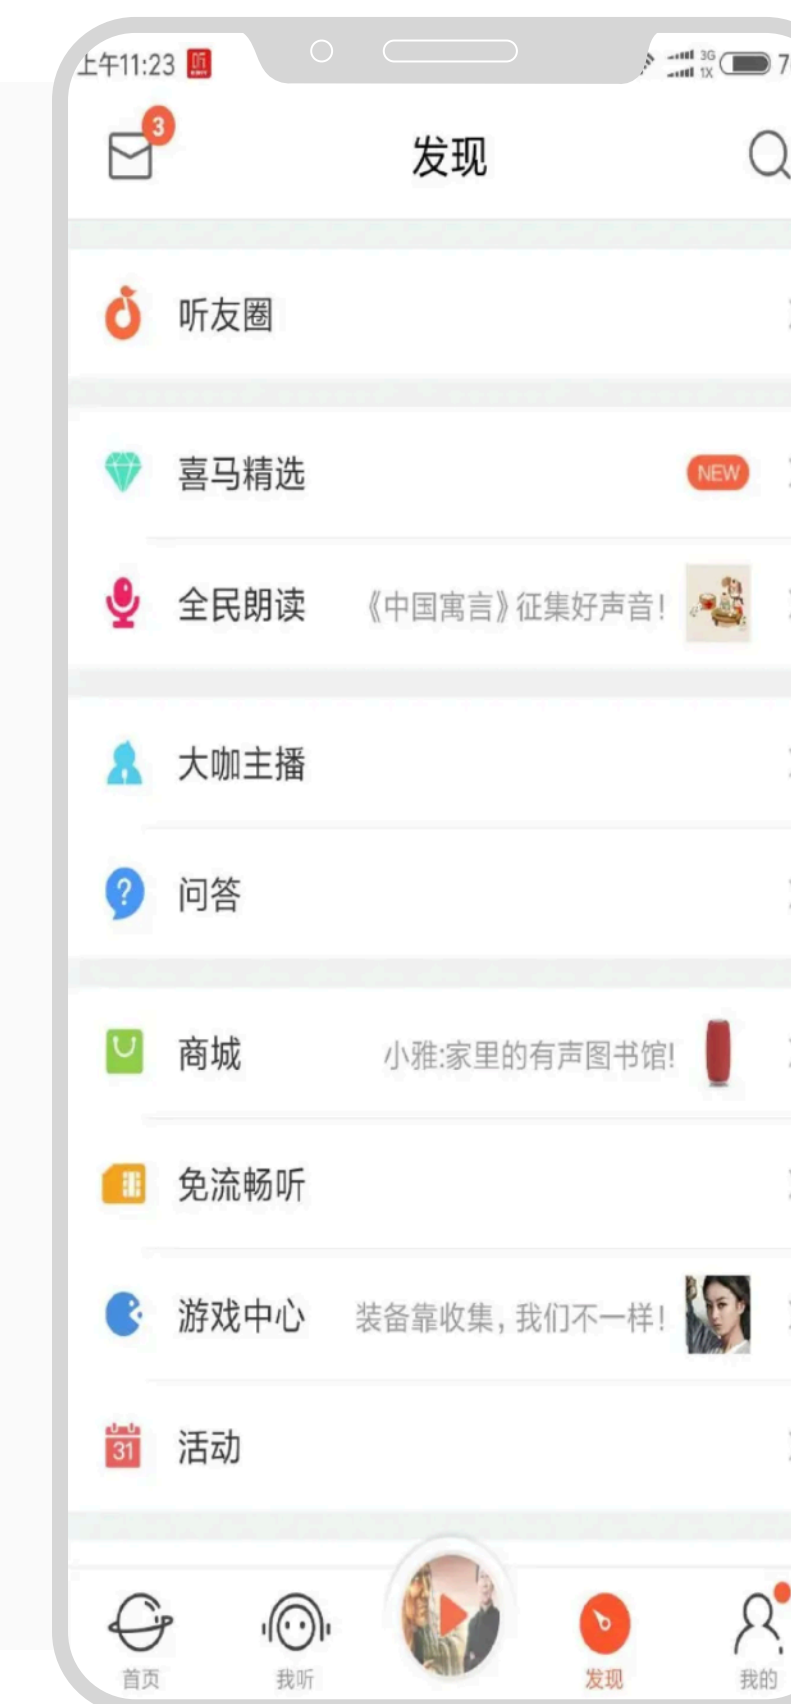 上午11:23 听 3G 1X 7
3
发现
听友圈
喜马精选 NEW
全民朗读 《中国寓言》征集好声音!
大咖主播
? 问答
商城 小雅:家里的有声图书馆!
免流畅听
游戏中心 装备靠收集，我们不一样!
31 活动
首页 我听 发现 我的